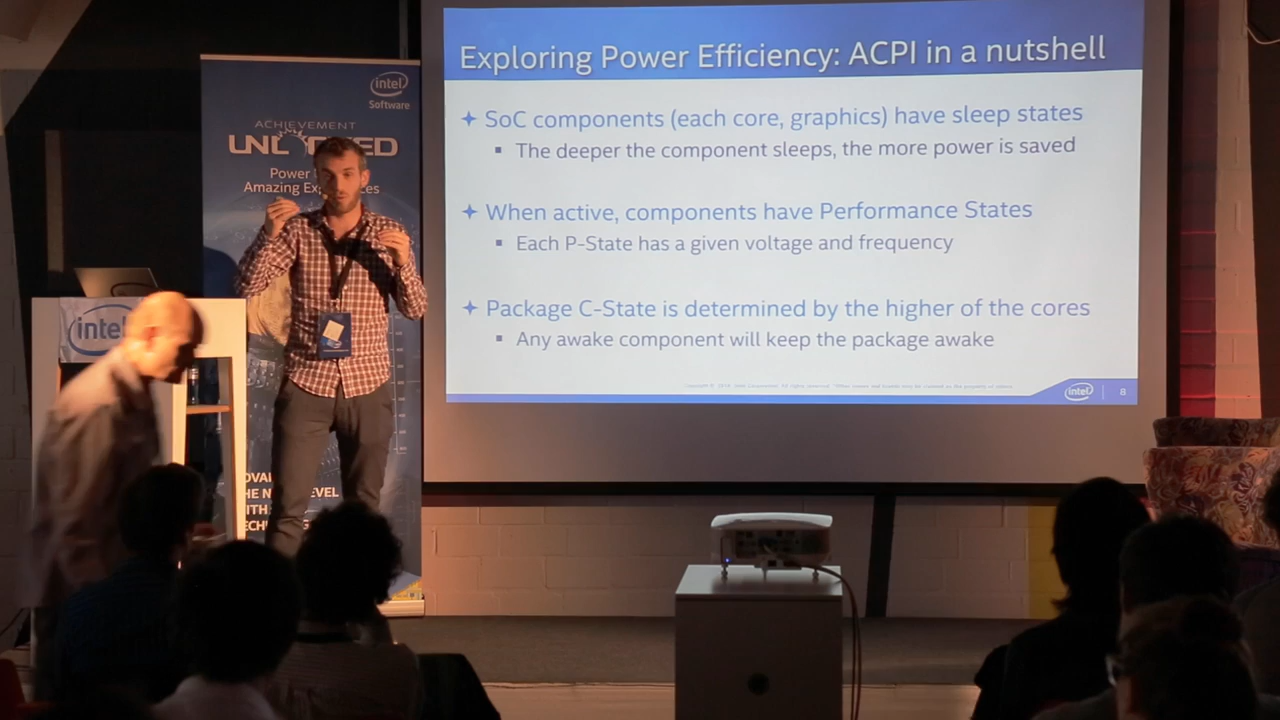 intel
Software
ACHIEVEMENT
Power
Amazing
intel
Exploring Power Efficiency: ACPI in a nutshell
SoC components (each core, graphics) have sleep states
The deeper the component sleeps, the more power is saved
When active, components have Performance States
Each P-State has a given voltage and frequency
Package C-State is determined by the higher of the cores
Any awake component will keep the package awake
intel
8